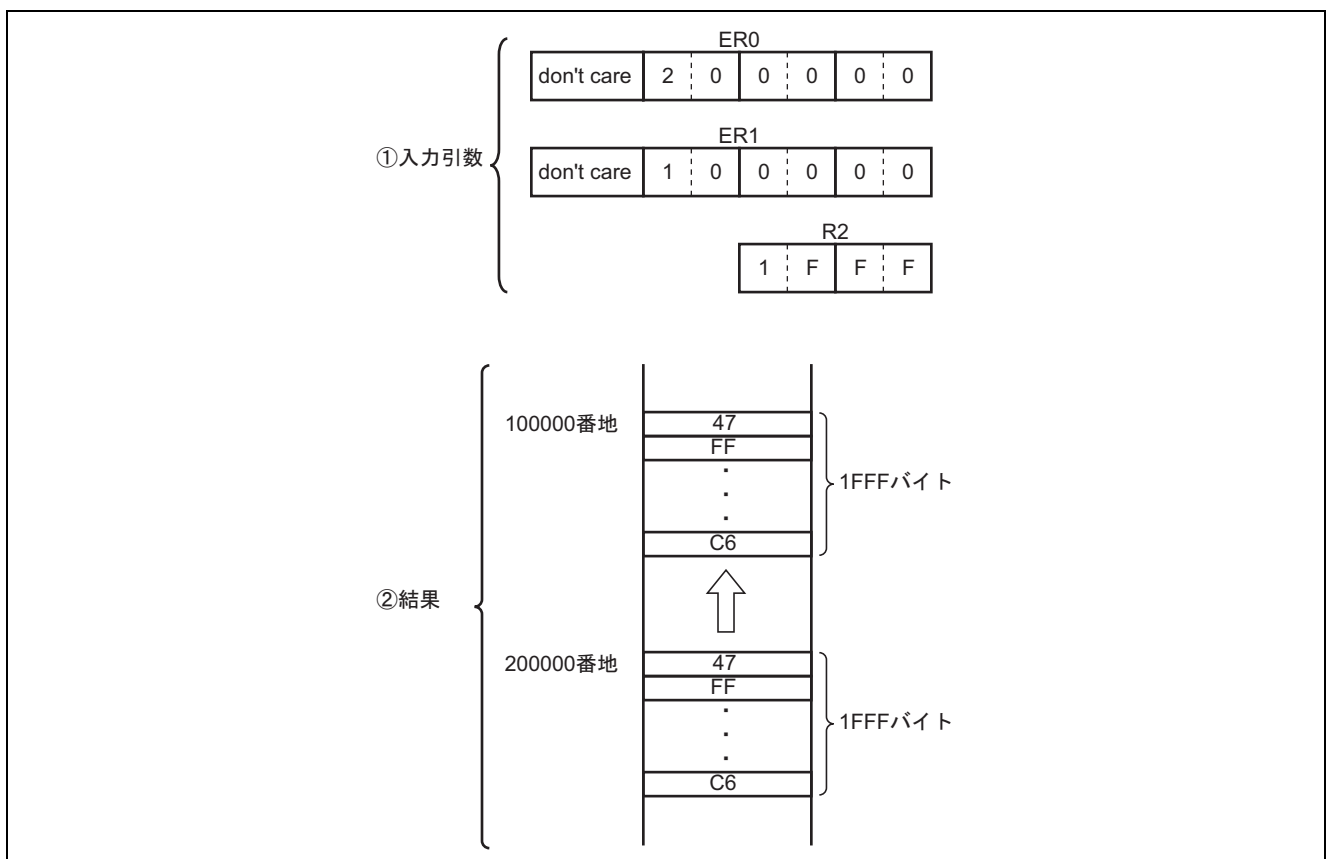 ER0
don't care 2 0 0 0 0 0
①入力引数
ER1
don't care 1 0 0 0 0 0
R2
1 F F F
②結果
100000番地
47
FF
・
・
・
C6
1FFFバイト
200000番地
47
FF
・
・
・
C6
1FFFバイト